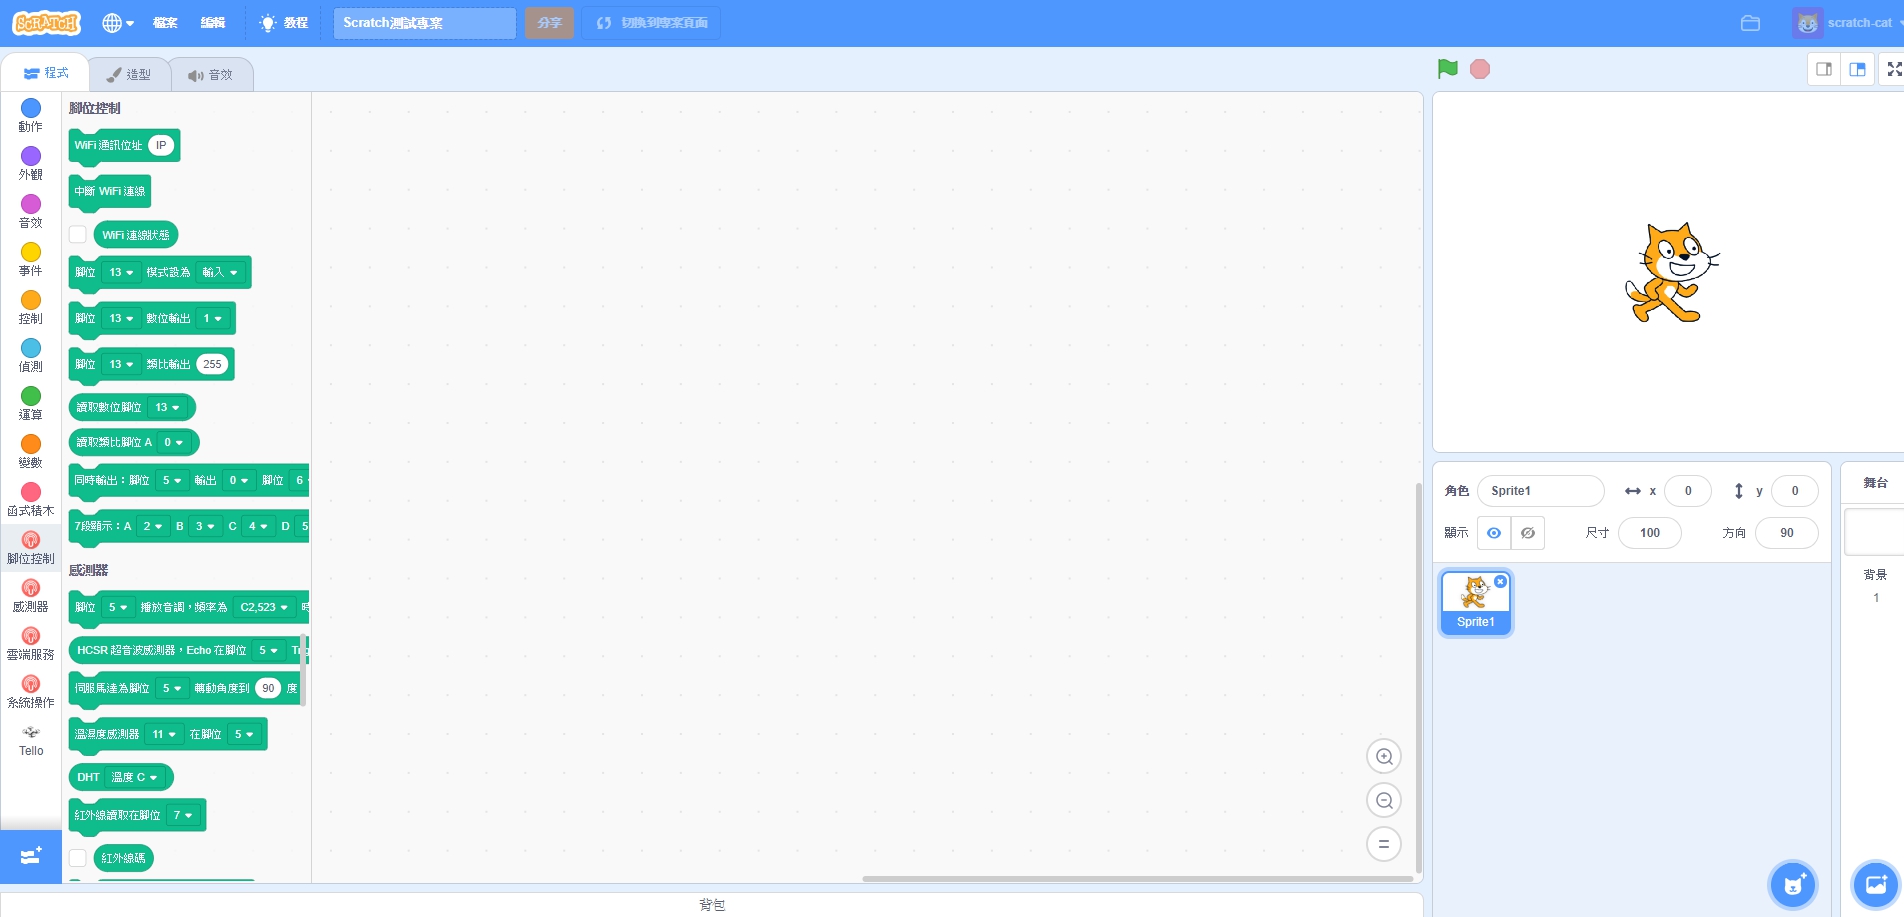 SCRATCH 檔案 編輯 教程 Scratch測試專案 分享 切換到專案頁面 scratch-cat
程式 造型 音效
動作
外觀
音效
事件
控制
偵測
運算
變數
函式積木
腳位控制
感測器
雲端服務
系統操作
Tello
腳位控制
WiFi 通訊位址 IP
中斷 WiFi 連線
WiFi 連線狀態
腳位 13 模式設為 輸入
腳位 13 數位輸出 1
腳位 13 類比輸出 255
讀取數位腳位 13
讀取類比腳位 A 0
同時輸出：腳位 5 輸出 0 腳位 6
7段顯示：A 2 B 3 C 4 D 5
感測器
腳位 5 播放音調，頻率為 C2,523 時
HCSR 超音波感測器，Echo 在腳位 5 Trig
伺服馬達為腳位 5 轉動角度到 90 度
溫濕度感測器 11 在腳位 5
DHT 溫度 C
紅外線讀取在腳位 7
紅外線碼
背包
角色 Sprite1 x 0 y 0
顯示 尺寸 100 方向 90
Sprite1
舞台
背景
1